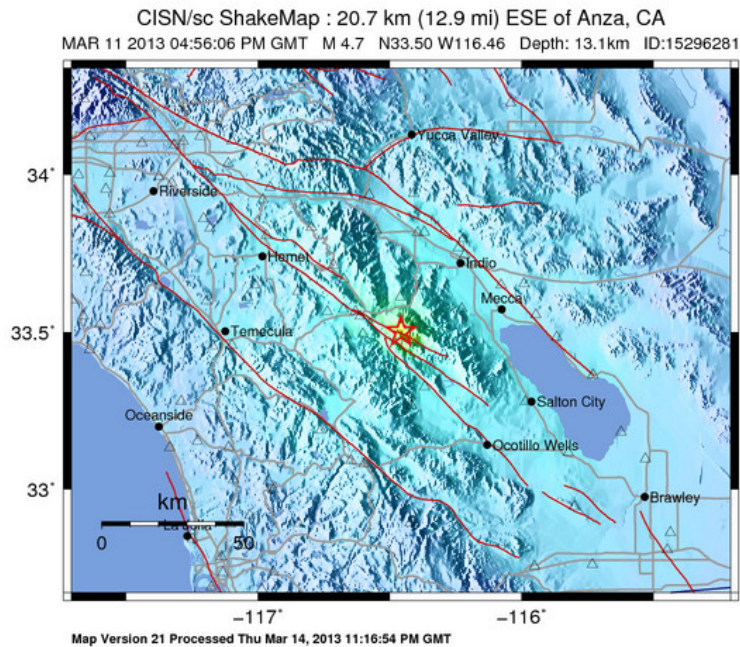 CISN/sc ShakeMap : 20.7 km (12.9 mi) ESE of Anza, CA
MAR 11 2013 04:56:06 PM GMT M 4.7 N33.50 W116.46 Depth: 13.1km ID:15296281
Yucca Valley
34°
Riverside
Hemet
Indio
Mecca
33.5°
Temecula
Salton City
Oceanside
Ocotillo Wells
33°
Brawley
km
La Jolla
0 50
-117° -116°
Map Version 21 Processed Thu Mar 14, 2013 11:16:54 PM GMT